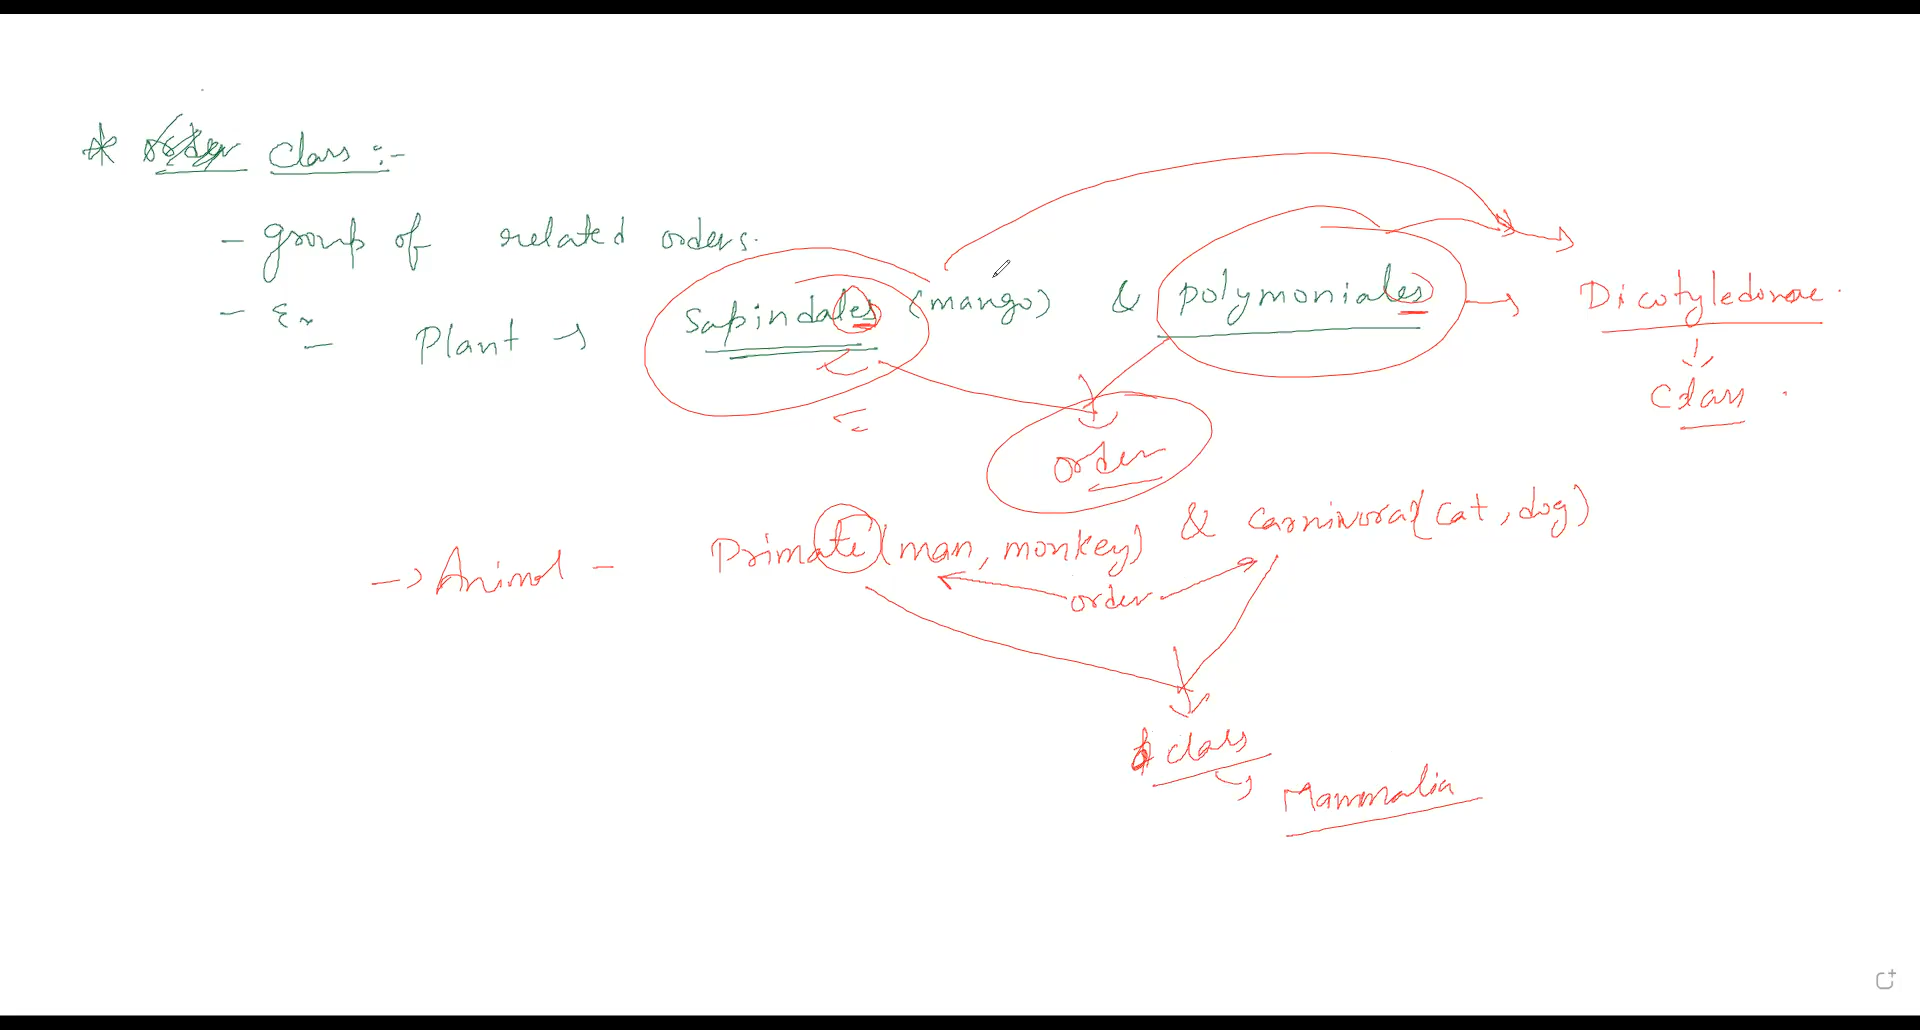 * order Class :-
- group of related orders.
- Ex Plant → Sapindales (mango) & polymoniales → Dicotyledonae.
Class
order
→ Animal - Primate (man, monkey) & carnivora (cat, dog)
order
class
Mammalia